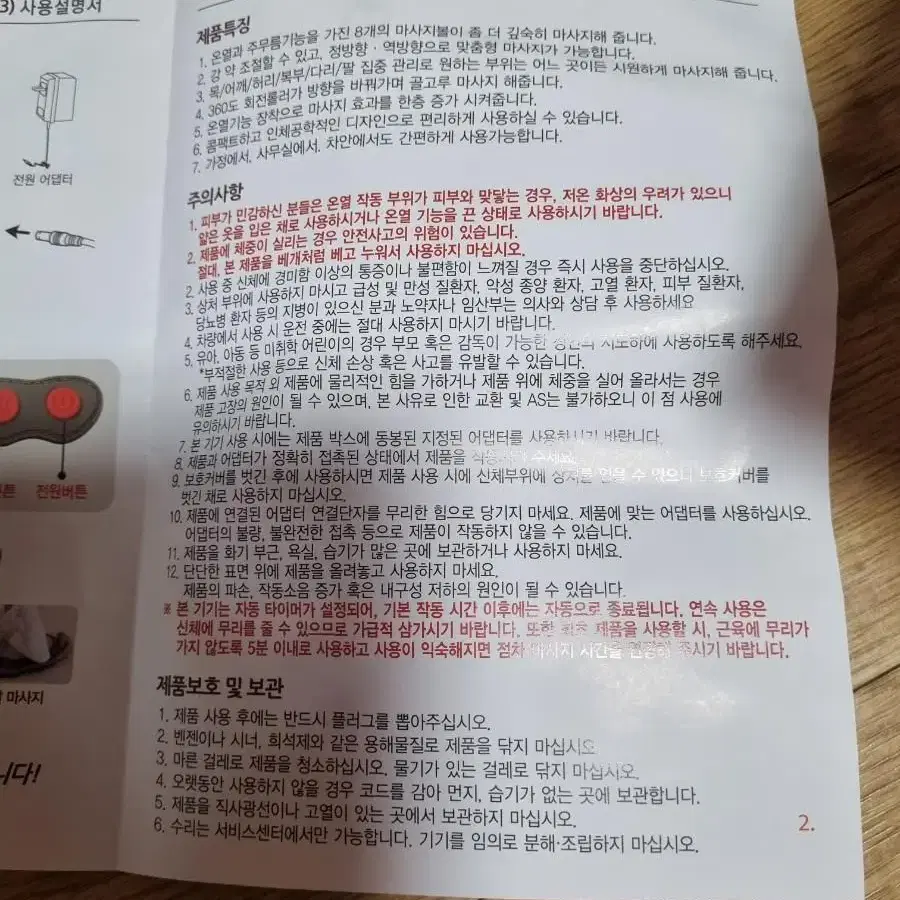 3) 사용설명서
전원 어댑터
전원버튼
마사지
니다!
제품특징
1. 온열과 주무름기능을 가진 8개의 마사지볼이 좀 더 깊숙히 마사지해 줍니다.
2. 강 약 조절할 수 있고, 정방향 · 역방향으로 맞춤형 마사지가 가능합니다.
3. 목/어깨/허리/복부/다리/팔 집중 관리로 원하는 부위는 어느 곳이든 시원하게 마사지해 줍니다.
4. 360도 회전롤러가 방향을 바꿔가며 골고루 마사지 해줍니다.
5. 온열기능 장착으로 마사지 효과를 한층 증가 시켜줍니다.
6. 콤팩트하고 인체공학적인 디자인으로 편리하게 사용하실 수 있습니다.
7. 가정에서, 사무실에서, 차안에서도 간편하게 사용가능합니다.
주의사항
1. 피부가 민감하신 분들은 온열 작동 부위가 피부와 맞닿는 경우, 저온 화상의 우려가 있으니
얇은 옷을 입은 채로 사용하시거나 온열 기능을 끈 상태로 사용하시기 바랍니다.
2. 제품에 체중이 실리는 경우 안전사고의 위험이 있습니다.
절대, 본 제품을 베개처럼 베고 누워서 사용하지 마십시오.
2. 사용 중 신체에 경미함 이상의 통증이나 불편함이 느껴질 경우 즉시 사용을 중단하십시오.
3. 상처 부위에 사용하지 마시고 급성 및 만성 질환자, 악성 종양 환자, 고열 환자, 피부 질환자,
당뇨병 환자 등의 지병이 있으신 분과 노약자나 임산부는 의사와 상담 후 사용하세요
4. 차량에서 사용 시 운전 중에는 절대 사용하지 마시기 바랍니다.
5. 유아, 아동 등 미취학 어린이의 경우 부모 혹은 감독이 가능한 성인의 지도하에 사용하도록 해주세요.
*부적절한 사용 등으로 신체 손상 혹은 사고를 유발할 수 있습니다.
6. 제품 사용 목적 외 제품에 물리적인 힘을 가하거나 제품 위에 체중을 실어 올라서는 경우
제품 고장의 원인이 될 수 있으며, 본 사유로 인한 교환 및 AS는 불가하오니 이 점 사용에
유의하시기 바랍니다.
7. 본 기기 사용 시에는 제품 박스에 동봉된 지정된 어댑터를 사용하시기 바랍니다.
8. 제품과 어댑터가 정확히 접촉된 상태에서 제품을 작동해 주세요.
9. 보호커버를 벗긴 후에 사용하시면 제품 사용 시에 신체부위에 상처를 입을 수 있으니 보호커버를
벗긴 채로 사용하지 마십시오.
10. 제품에 연결된 어댑터 연결단자를 무리한 힘으로 당기지 마세요. 제품에 맞는 어댑터를 사용하십시오.
어댑터의 불량, 불완전한 접촉 등으로 제품이 작동하지 않을 수 있습니다.
11. 제품을 화기 부근, 욕실, 습기가 많은 곳에 보관하거나 사용하지 마세요.
12. 단단한 표면 위에 제품을 올려놓고 사용하지 마세요.
제품의 파손, 작동소음 증가 혹은 내구성 저하의 원인이 될 수 있습니다.
※ 본 기기는 자동 타이머가 설정되어, 기본 작동 시간 이후에는 자동으로 종료됩니다. 연속 사용은
신체에 무리를 줄 수 있으므로 가급적 삼가시기 바랍니다. 또한 최초 제품을 사용할 시, 근육에 무리가
가지 않도록 5분 이내로 사용하고 사용이 익숙해지면 점차 마사지 시간을 연장해 주시기 바랍니다.
제품보호 및 보관
1. 제품 사용 후에는 반드시 플러그를 뽑아주십시오.
2. 벤젠이나 시너, 희석제와 같은 용해물질로 제품을 닦지 마십시오
3. 마른 걸레로 제품을 청소하십시오. 물기가 있는 걸레로 닦지 마십시오.
4. 오랫동안 사용하지 않을 경우 코드를 감아 먼지, 습기가 없는 곳에 보관합니다.
5. 제품을 직사광선이나 고열이 있는 곳에서 보관하지 마십시오.
6. 수리는 서비스센터에서만 가능합니다. 기기를 임의로 분해·조립하지 마십시오.
2.